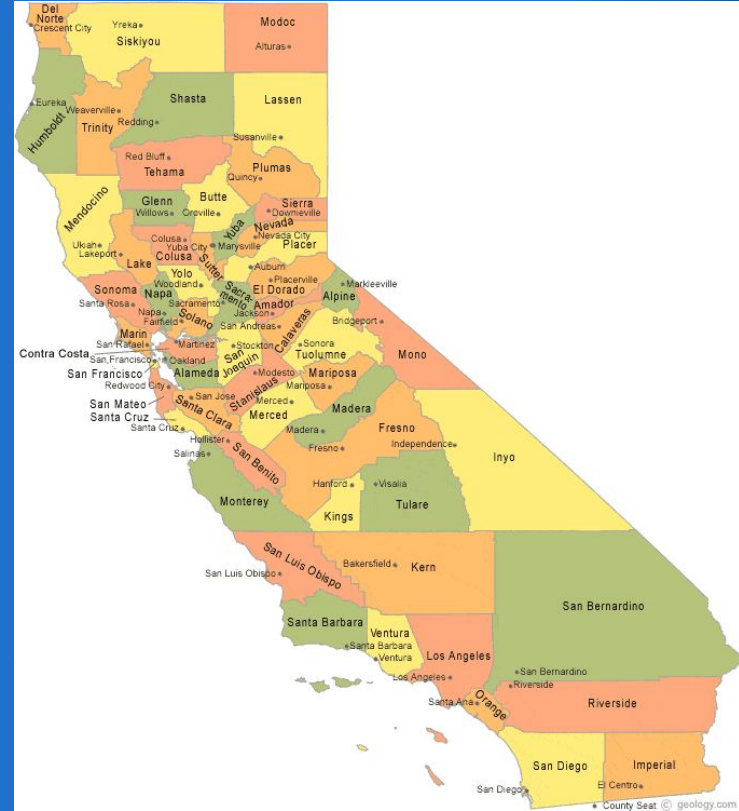 Del
Norte
Crescent City
Yreka
Siskiyou
Modoc
Alturas
Eureka
Humboldt
Weaverville
Trinity
Shasta
Redding
Lassen
Susanville
Red Bluff
Tehama
Plumas
Quincy
Mendocino
Ukiah
Glenn
Willows
Butte
Oroville
Sierra
Downieville
Yuba
Marysville
Nevada
Nevada City
Placer
Auburn
Lakeport
Lake
Colusa
Colusa
Yuba City
Sutter
Yolo
Woodland
Sacra-
mento
Sacramento
El Dorado
Placerville
Sonoma
Santa Rosa
Napa
Napa
Solano
Fairfield
Amador
Jackson
Alpine
Markleeville
Marin
San Rafael
Contra Costa
Martinez
San Andreas
Calaveras
Bridgeport
Mono
San Francisco
San Francisco
Oakland
Alameda
San
Joaquin
Stockton
Sonora
Tuolumne
Redwood City
San Mateo
San Jose
Santa Clara
Stanislaus
Modesto
Mariposa
Mariposa
Santa Cruz
Santa Cruz
Merced
Merced
Madera
Madera
Hollister
San Benito
Salinas
Monterey
Fresno
Fresno
Independence
Inyo
Hanford
Kings
Visalia
Tulare
San Luis Obispo
San Luis Obispo
Bakersfield
Kern
San Bernardino
San Bernardino
Santa Barbara
Santa Barbara
Ventura
Ventura
Los Angeles
Los Angeles
Riverside
Riverside
Santa Ana
Orange
San Diego
San Diego
Imperial
El Centro
County Seat © geology.com